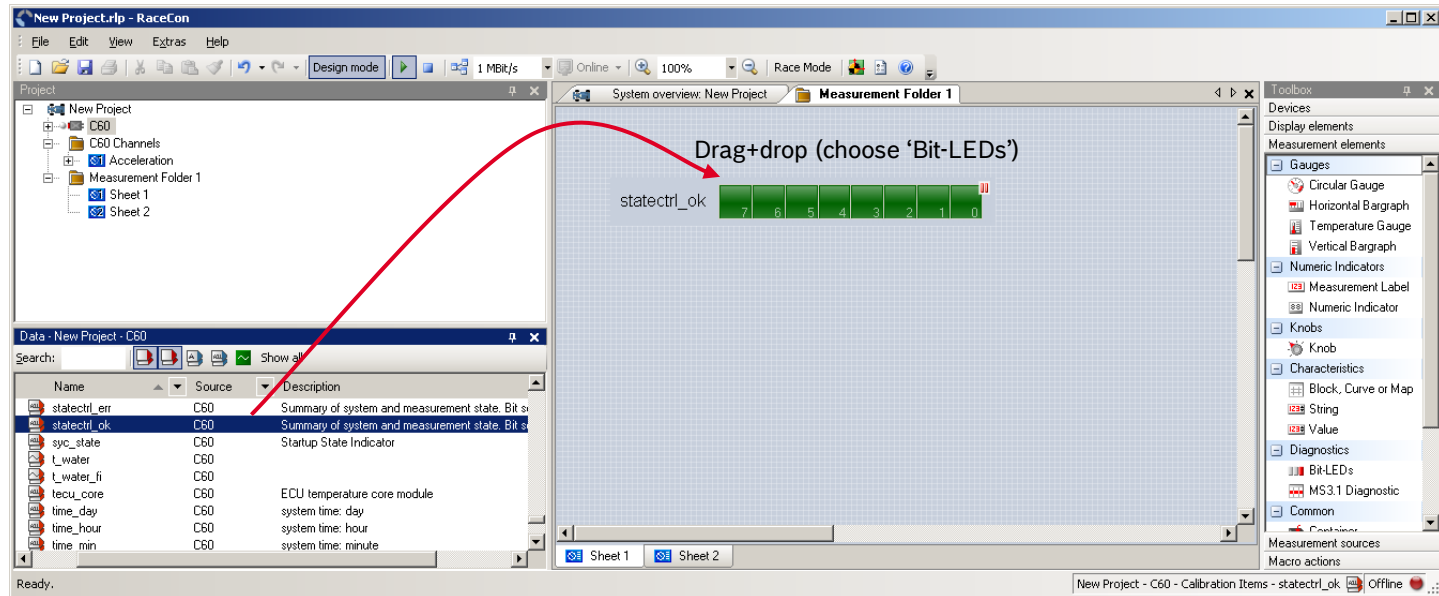 New Project.rlp - RaceCon
File Edit View Extras Help
Design mode 1 MBit/s Online 100% Race Mode
Project
New Project
C60
C60 Channels
Acceleration
Measurement Folder 1
Sheet 1
Sheet 2
Data - New Project - C60
Search: Show all
Name Source Description
statectrl_err C60 Summary of system and measurement state. Bit
statectrl_ok C60 Summary of system and measurement state. Bit
syc_state C60 Startup State Indicator
t_water C60
t_water_fi C60
tecu_core C60 ECU temperature core module
time_day C60 system time: day
time_hour C60 system time: hour
time_min C60 system time: minute
System overview: New Project Measurement Folder 1
Drag+drop (choose ‘Bit-LEDs’)
statectrl_ok 7 6 5 4 3 2 1 0
Sheet 1 Sheet 2
Toolbox
Devices
Display elements
Measurement elements
Gauges
Circular Gauge
Horizontal Bargraph
Temperature Gauge
Vertical Bargraph
Numeric Indicators
Measurement Label
Numeric Indicator
Knobs
Knob
Characteristics
Block, Curve or Map
String
Value
Diagnostics
Bit-LEDs
MS3.1 Diagnostic
Common
Container
Measurement sources
Macro actions
Ready. New Project - C60 - Calibration Items - statectrl_ok Offline